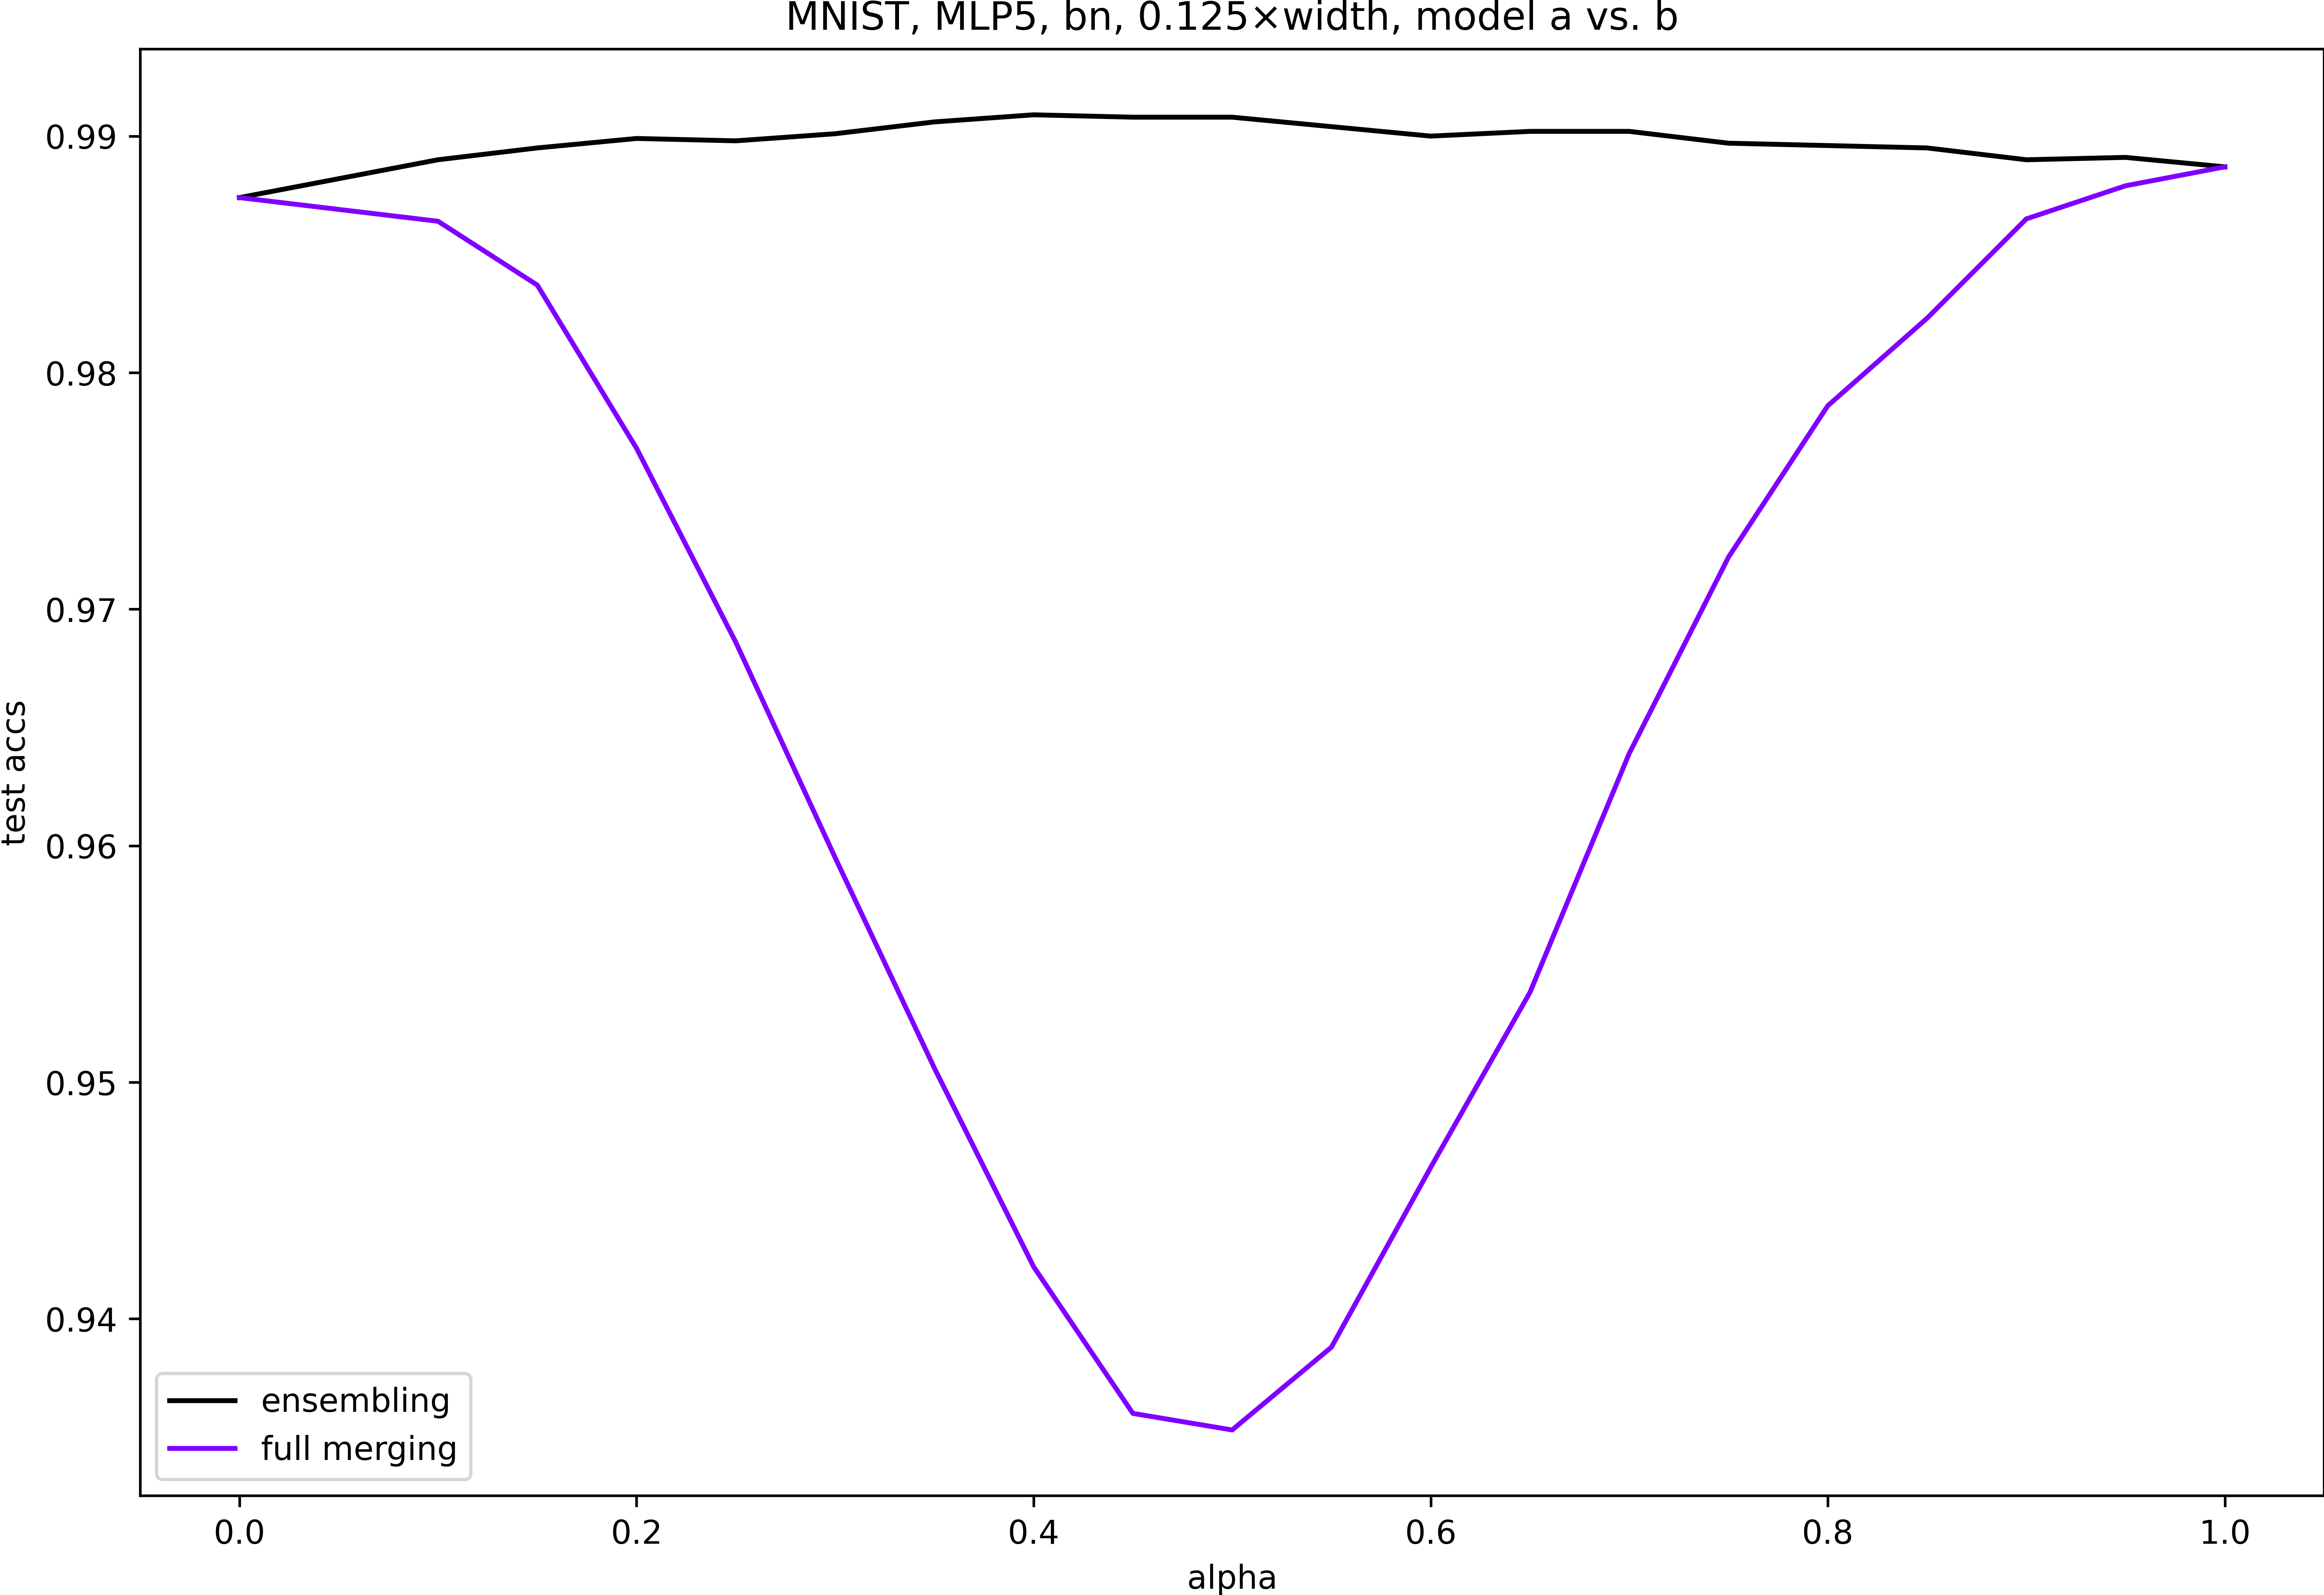 MNIST, MLP5, bn, 0.125×width, model a vs. b
0.99
0.98
0.97
0.96
0.95
0.94
test accs
ensembling
full merging
0.0 0.2 0.4 0.6 0.8 1.0
alpha